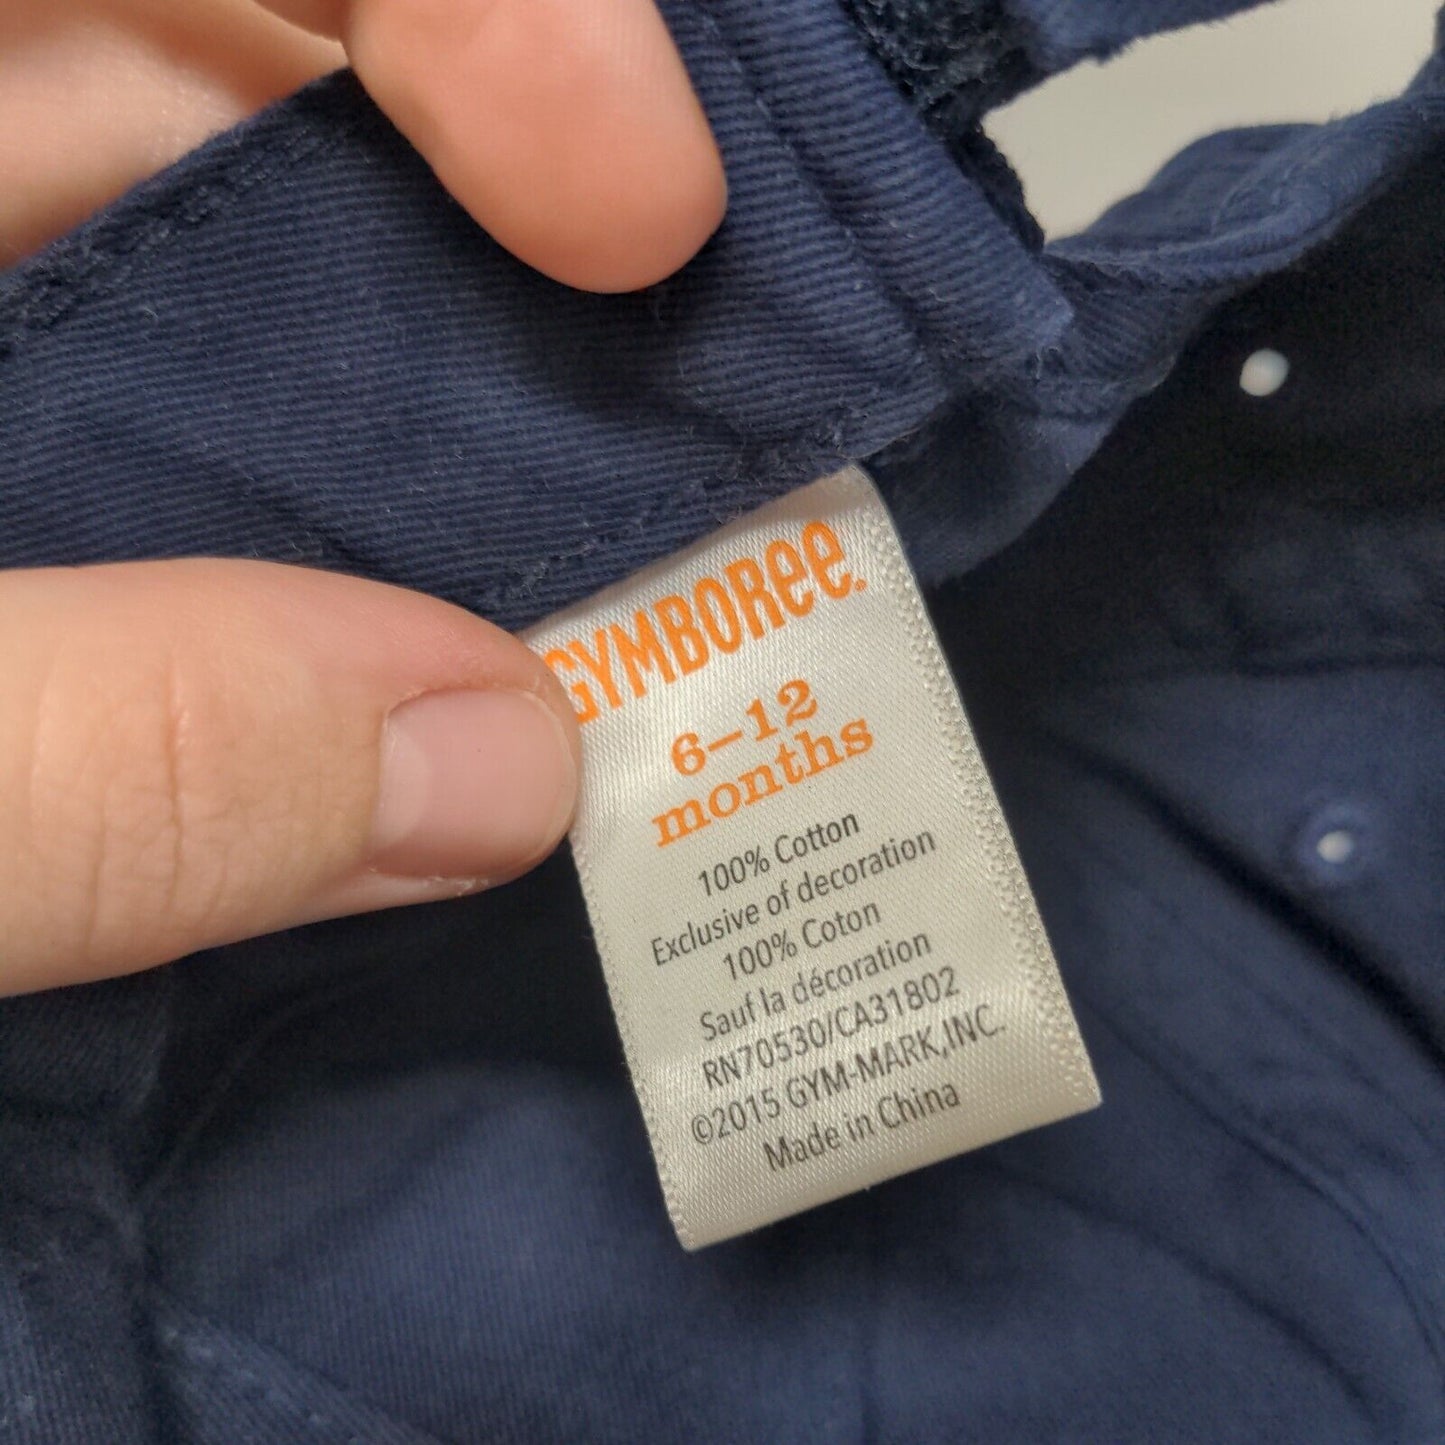 GYMBOREE.
6–12
months
100% Cotton
Exclusive of decoration
100% Coton
Sauf la décoration
RN70530/CA31802
©2015 GYM-MARK,INC.
Made in China